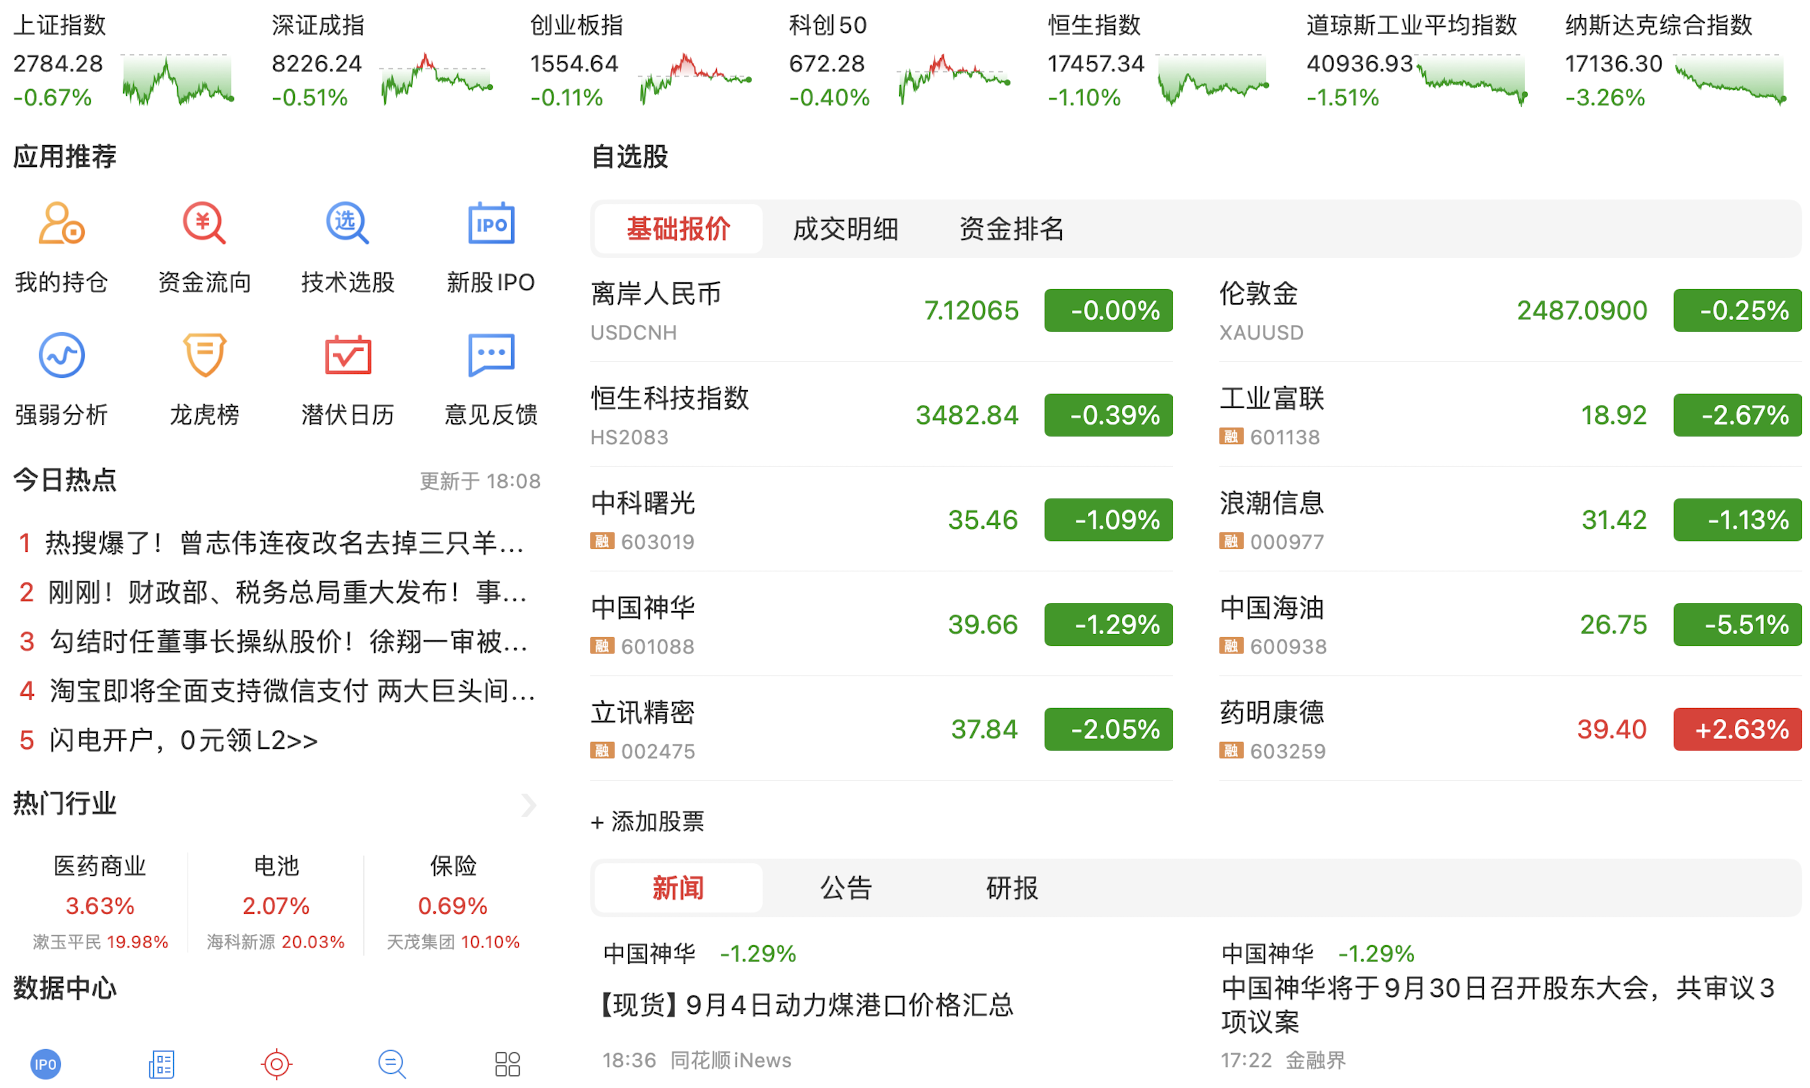 上证指数
2784.28
-0.67%
深证成指
8226.24
-0.51%
创业板指
1554.64
-0.11%
科创50
672.28
-0.40%
恒生指数
17457.34
-1.10%
道琼斯工业平均指数
40936.93
-1.51%
纳斯达克综合指数
17136.30
-3.26%
应用推荐
我的持仓
¥
资金流向
选
技术选股
IPO
新股IPO
强弱分析
龙虎榜
潜伏日历
意见反馈
今日热点
更新于 18:08
1 热搜爆了！曾志伟连夜改名去掉三只羊...
2 刚刚！财政部、税务总局重大发布！事...
3 勾结时任董事长操纵股价！徐翔一审被...
4 淘宝即将全面支持微信支付 两大巨头间...
5 闪电开户，0元领L2>>
热门行业
医药商业
3.63%
漱玉平民 19.98%
电池
2.07%
海科新源 20.03%
保险
0.69%
天茂集团 10.10%
数据中心
IPO
自选股
基础报价 成交明细 资金排名
离岸人民币
USDCNH
7.12065 -0.00%
伦敦金
XAUUSD
2487.0900 -0.25%
恒生科技指数
HS2083
3482.84 -0.39%
工业富联
融 601138
18.92 -2.67%
中科曙光
融 603019
35.46 -1.09%
浪潮信息
融 000977
31.42 -1.13%
中国神华
融 601088
39.66 -1.29%
中国海油
融 600938
26.75 -5.51%
立讯精密
融 002475
37.84 -2.05%
药明康德
融 603259
39.40 +2.63%
+ 添加股票
新闻 公告 研报
中国神华 -1.29%
【现货】9月4日动力煤港口价格汇总
18:36 同花顺iNews
中国神华 -1.29%
中国神华将于9月30日召开股东大会，共审议3
项议案
17:22 金融界